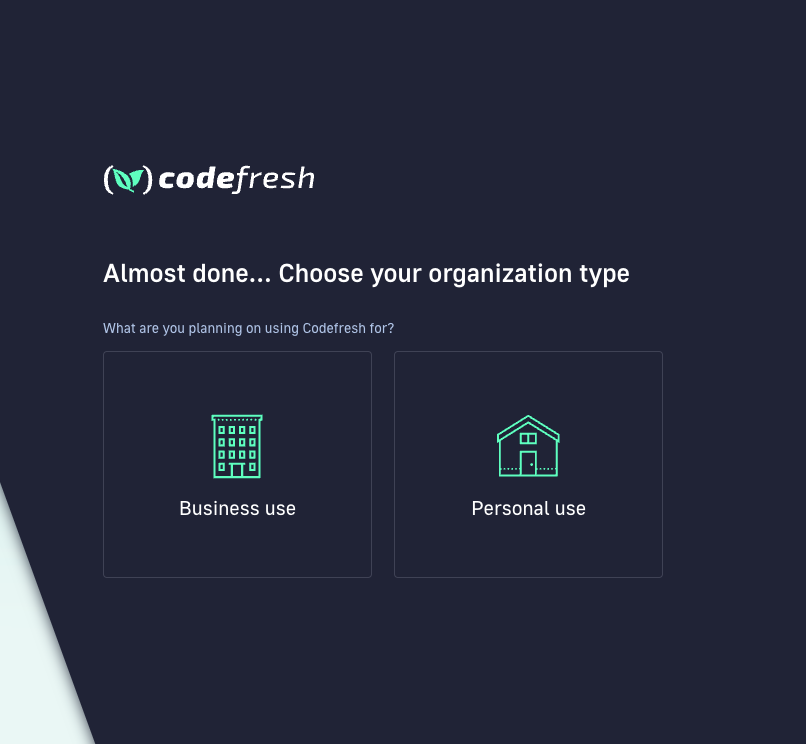 codefresh
Almost done... Choose your organization type
What are you planning on using Codefresh for?
Business use
Personal use